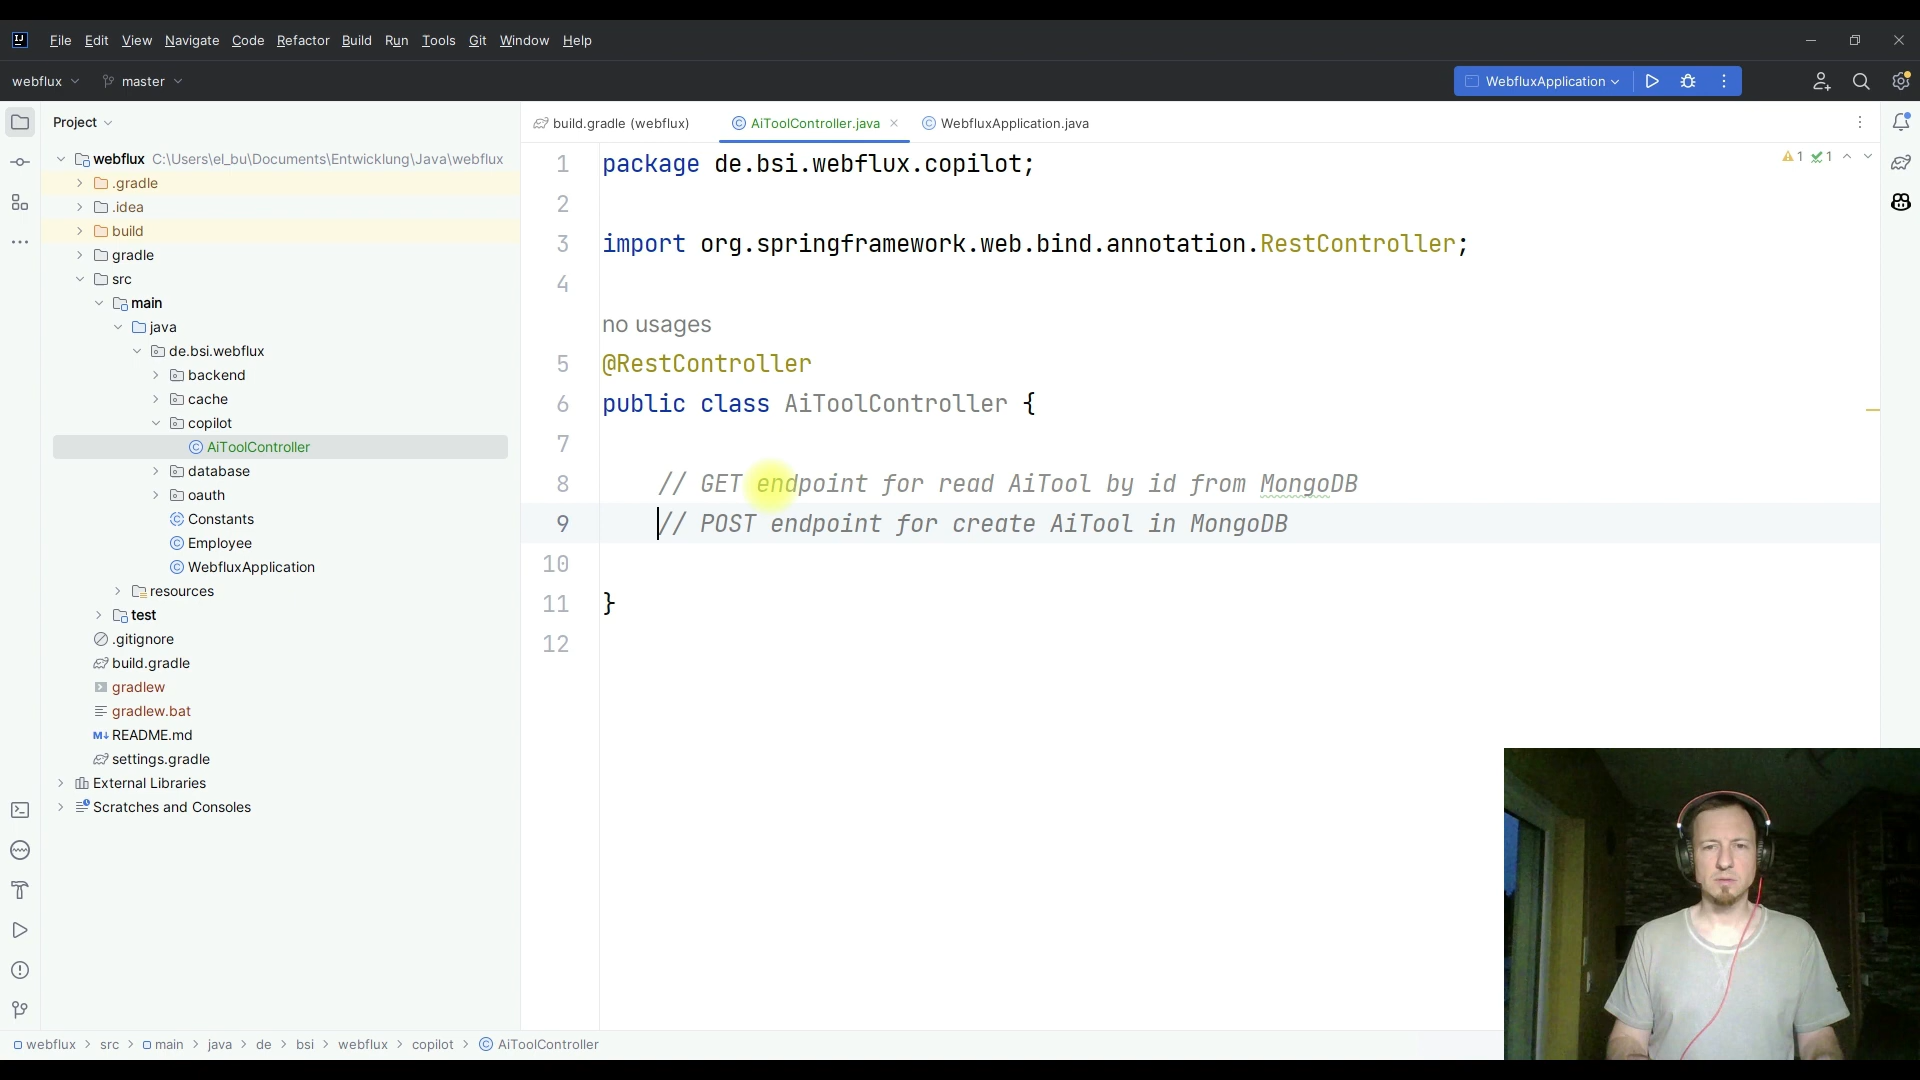 File Edit View Navigate Code Refactor Build Run Tools Git Window Help
webflux master WebfluxApplication
Project
build.gradle (webflux) AiToolController.java WebfluxApplication.java
webflux C:\Users\el_bu\Documents\Entwicklung\Java\webflux
.gradle
.idea
build
gradle
src
main
java
de.bsi.webflux
backend
cache
copilot
AiToolController
database
oauth
Constants
Employee
WebfluxApplication
resources
test
.gitignore
build.gradle
gradlew
gradlew.bat
README.md
settings.gradle
External Libraries
Scratches and Consoles
1 package de.bsi.webflux.copilot;
2
3 import org.springframework.web.bind.annotation.RestController;
4
no usages
5 @RestController
6 public class AiToolController {
7
8 // GET endpoint for read AiTool by id from MongoDB
9 // POST endpoint for create AiTool in MongoDB
10
11 }
12
1 1
webflux > src > main > java > de > bsi > webflux > copilot > AiToolController